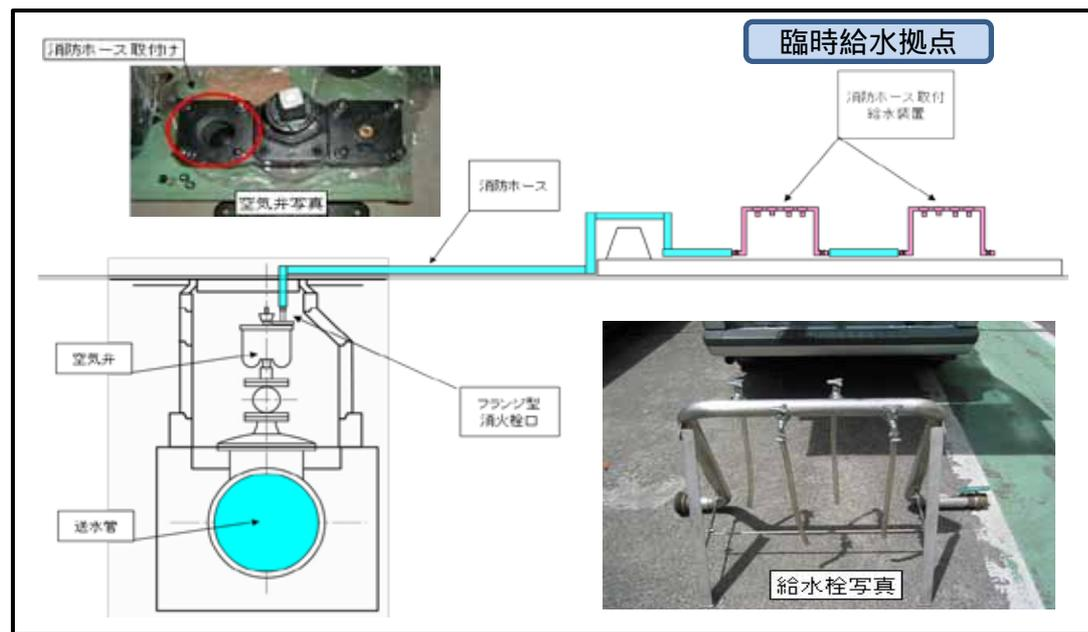 臨時給水拠点
消防ホース取付け
空気弁写真
消防ホース
消防ホース取付
給水装置
空気弁
フランジ型
消火栓口
送水管
給水栓写真